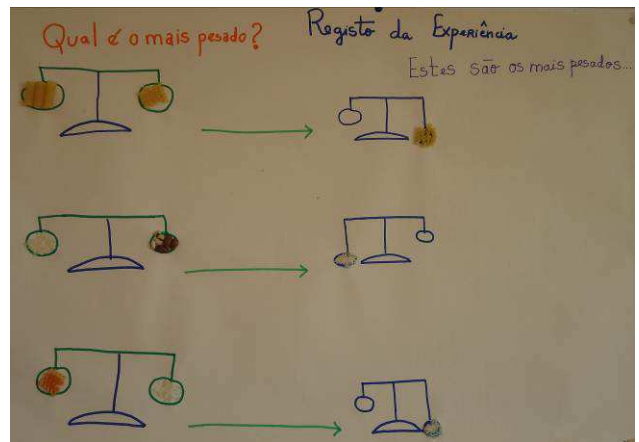 Qual é o mais pesado?
Registo da Experiência
Estes são os mais pesados...